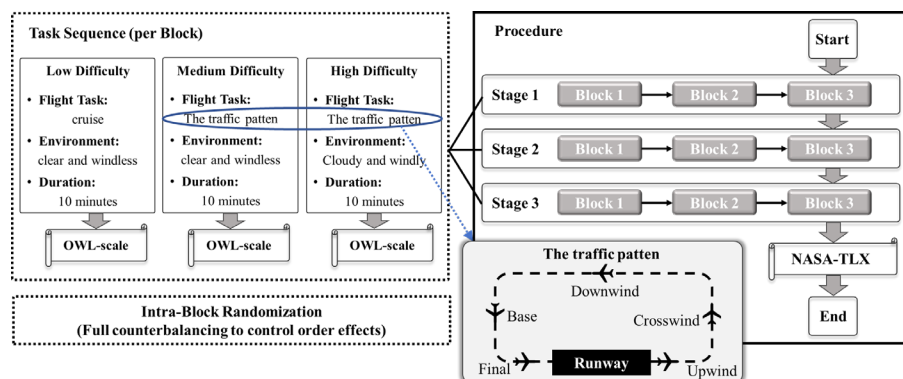 Task Sequence (per Block)
Low Difficulty
• Flight Task:
cruise
• Environment:
clear and windless
• Duration:
10 minutes
OWL-scale
Medium Difficulty
• Flight Task:
The traffic patten
• Environment:
clear and windless
• Duration:
10 minutes
OWL-scale
High Difficulty
• Flight Task:
The traffic patten
• Environment:
Cloudy and windly
• Duration:
10 minutes
OWL-scale
Intra-Block Randomization
(Full counterbalancing to control order effects)
Procedure
Start
Stage 1 Block 1 Block 2 Block 3
Stage 2 Block 1 Block 2 Block 3
Stage 3 Block 1 Block 2 Block 3
NASA-TLX
End
The traffic patten
Downwind
Base
Crosswind
Final
Runway
Upwind